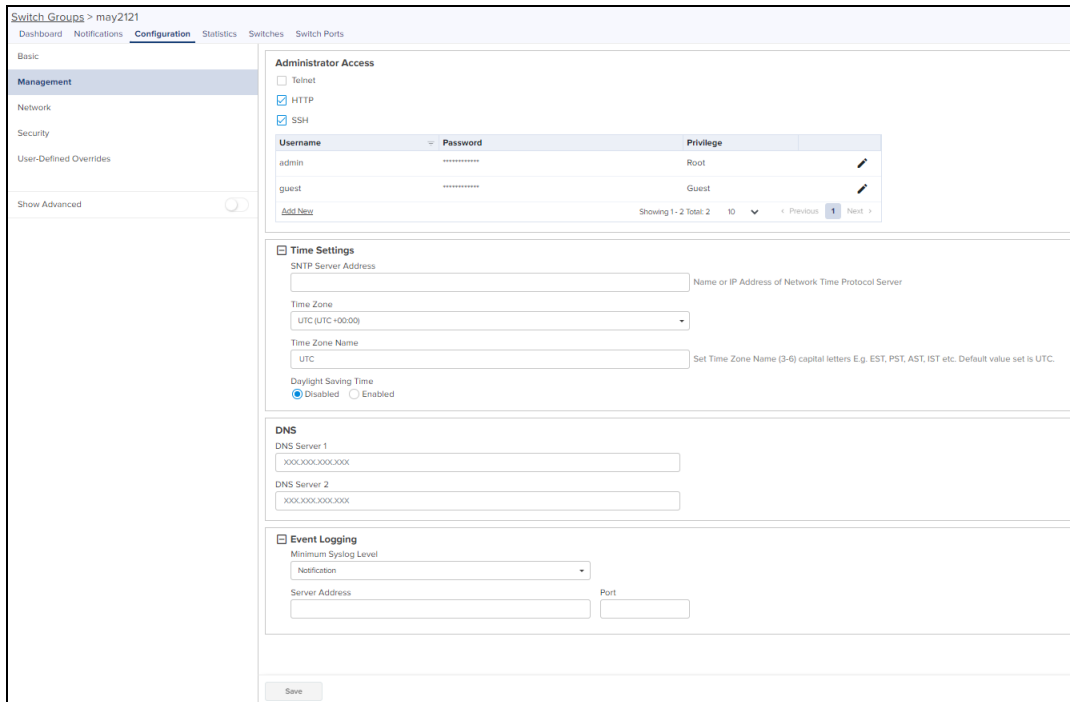 Switch Groups > may2121
Dashboard Notifications Configuration Statistics Switches Switch Ports
Basic
Management
Network
Security
User-Defined Overrides
Show Advanced
Administrator Access
Telnet
HTTP
SSH
Username Password Privilege
admin ************ Root
guest ************ Guest
Add New Showing 1 - 2 Total: 2 10 < Previous 1 Next >
Time Settings
SNTP Server Address
Name or IP Address of Network Time Protocol Server
Time Zone
UTC (UTC +00:00)
Time Zone Name
UTC Set Time Zone Name (3-6) capital letters E.g. EST, PST, AST, IST etc. Default value set is UTC.
Daylight Saving Time
Disabled Enabled
DNS
DNS Server 1
XXX.XXX.XXX.XXX
DNS Server 2
XXX.XXX.XXX.XXX
Event Logging
Minimum Syslog Level
Notification
Server Address Port
Save